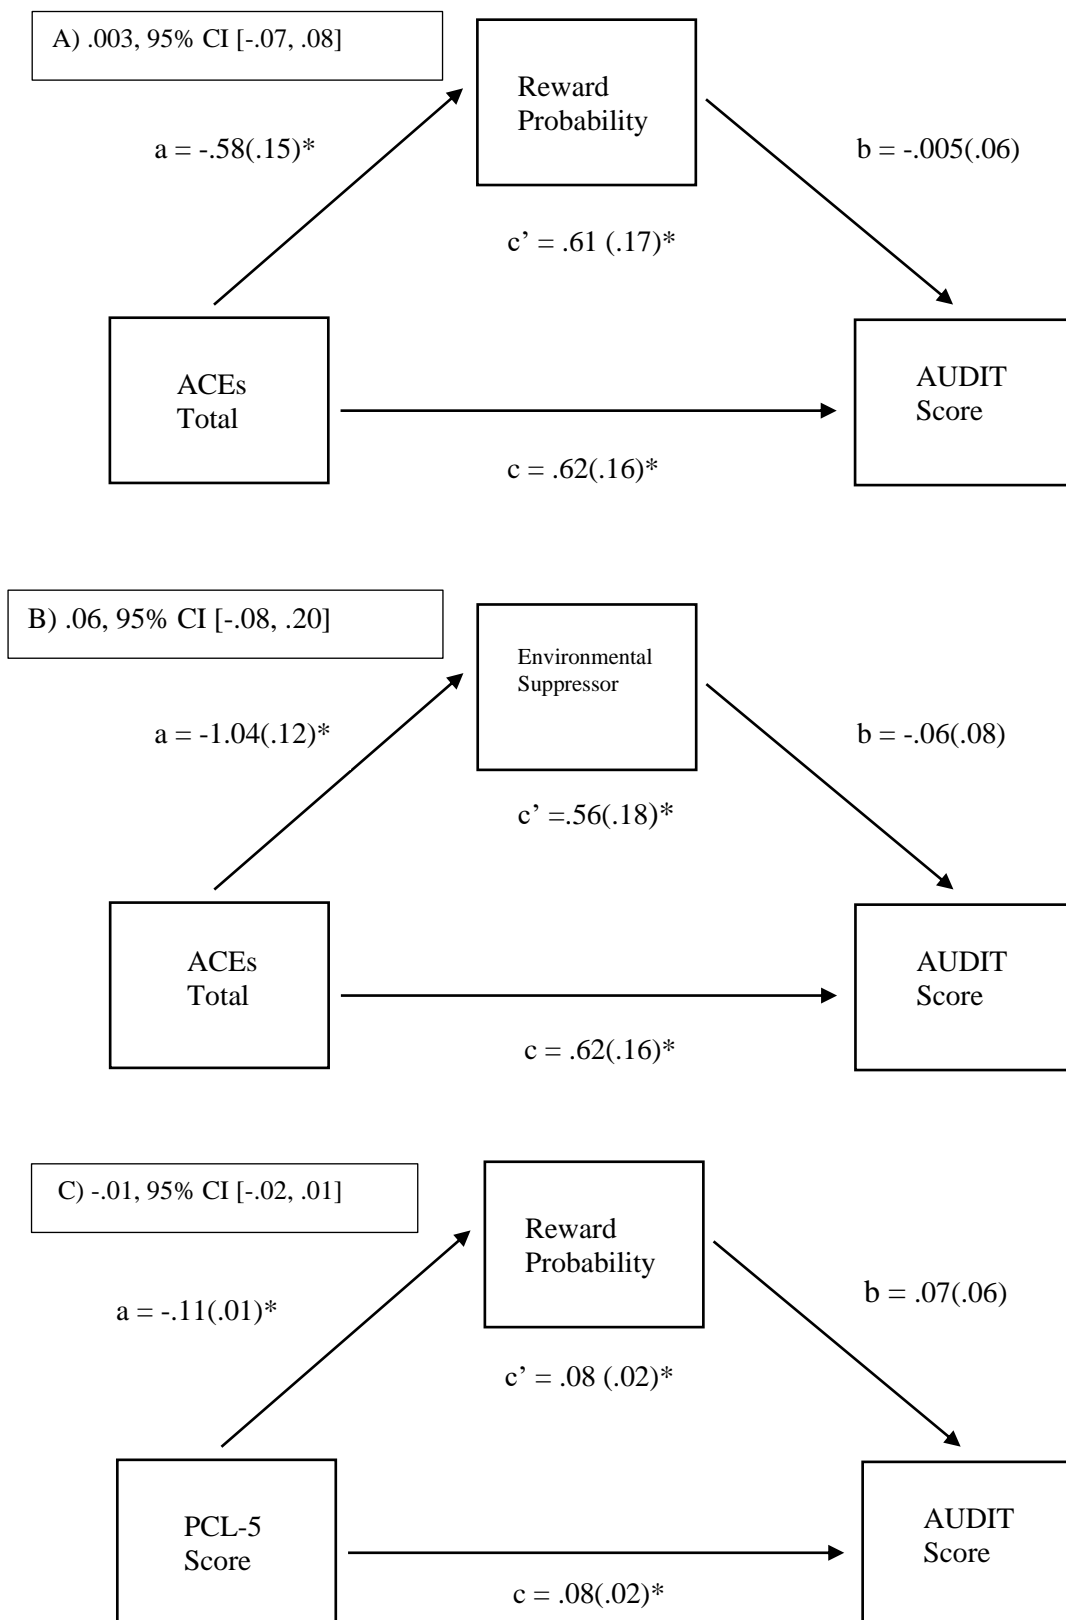 A) .003, 95% CI [-.07, .08]
Reward
Probability
a = -.58(.15)*
b = -.005(.06)
c’ = .61 (.17)*
ACEs
Total
AUDIT
Score
c = .62(.16)*
B) .06, 95% CI [-.08, .20]
Environmental
Suppressor
a = -1.04(.12)*
b = -.06(.08)
c’ =.56(.18)*
ACEs
Total
AUDIT
Score
c = .62(.16)*
C) -.01, 95% CI [-.02, .01]
Reward
Probability
a = -.11(.01)*
b = .07(.06)
c’ = .08 (.02)*
PCL-5
Score
AUDIT
Score
c = .08(.02)*